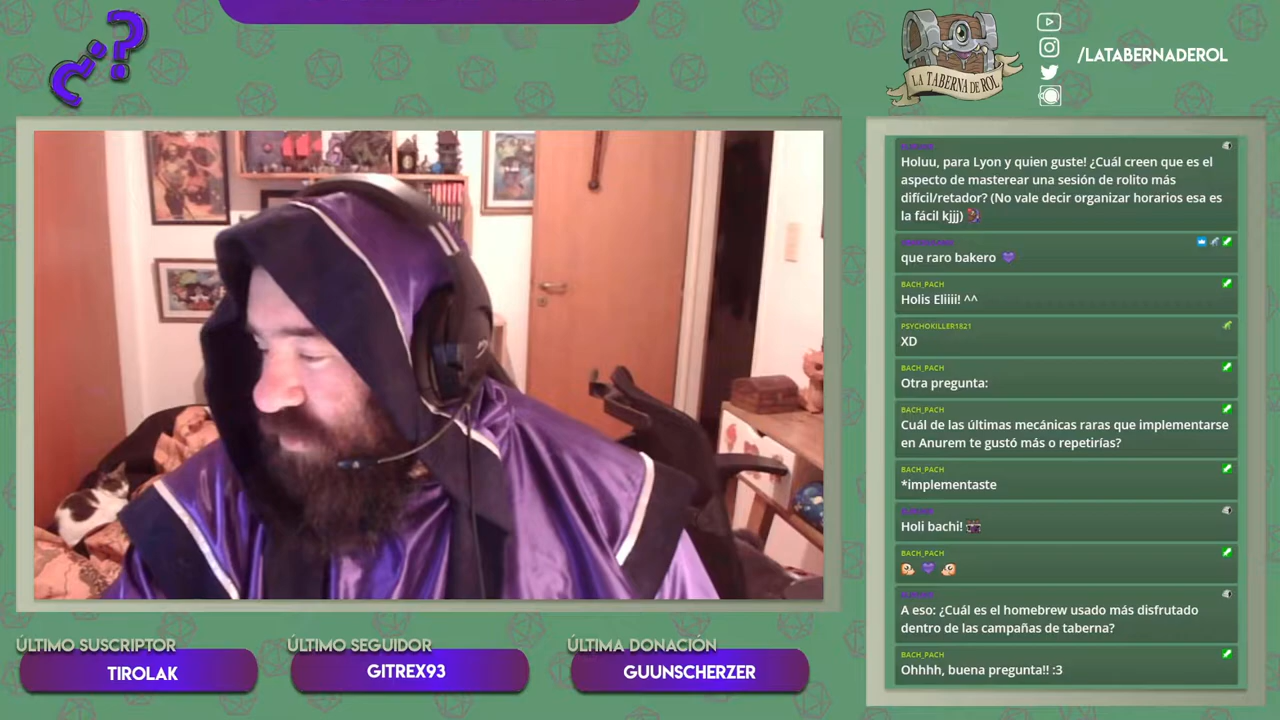 ¿?
LA TABERNA DE ROL
/LATABERNADEROL
Holuu, para Lyon y quien guste! ¿Cuál creen que es el
aspecto de masterear una sesión de rolito más
difícil/retador? (No vale decir organizar horarios esa es
la fácil kjjj)
que raro bakero
BACH_PACH
Holis Eliiii! ^^
PSYCHOKILLER1821
XD
BACH_PACH
Otra pregunta:
BACH_PACH
Cuál de las últimas mecánicas raras que implementarse
en Anurem te gustó más o repetirías?
BACH_PACH
*implementaste
Holi bachi!
BACH_PACH
A eso: ¿Cuál es el homebrew usado más disfrutado
dentro de las campañas de taberna?
BACH_PACH
Ohhhh, buena pregunta!! :3
ÚLTIMO SUSCRIPTOR
TIROLAK
ÚLTIMO SEGUIDOR
GITREX93
ÚLTIMA DONACIÓN
GUUNSCHERZER